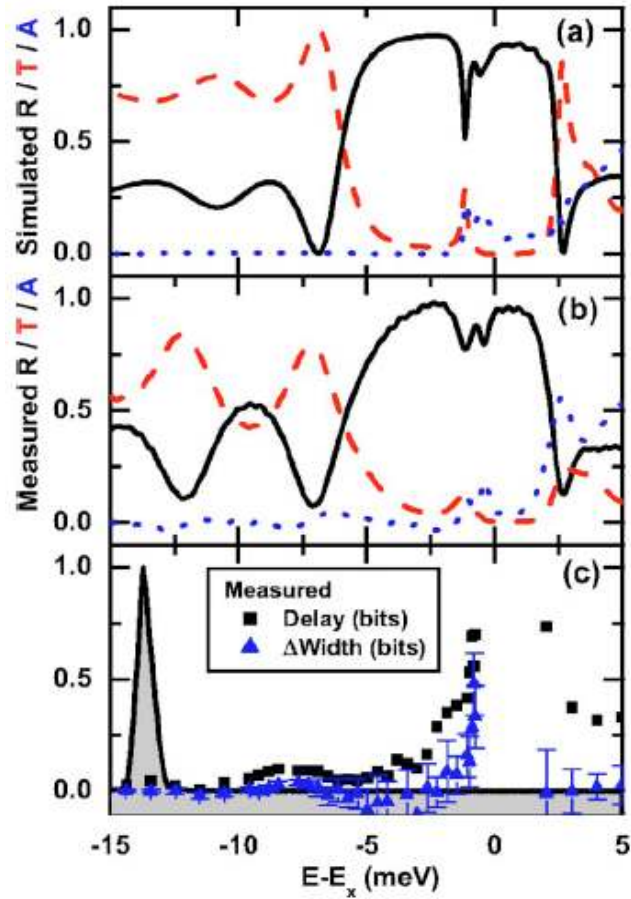 Simulated R / T / A
1.0
0.5
0.0
(a)
Measured R / T / A
1.0
0.5
0.0
(b)
1.0
0.5
0.0
(c)
Measured
Delay (bits)
ΔWidth (bits)
-15 -10 -5 0 5
E-Eₓ (meV)